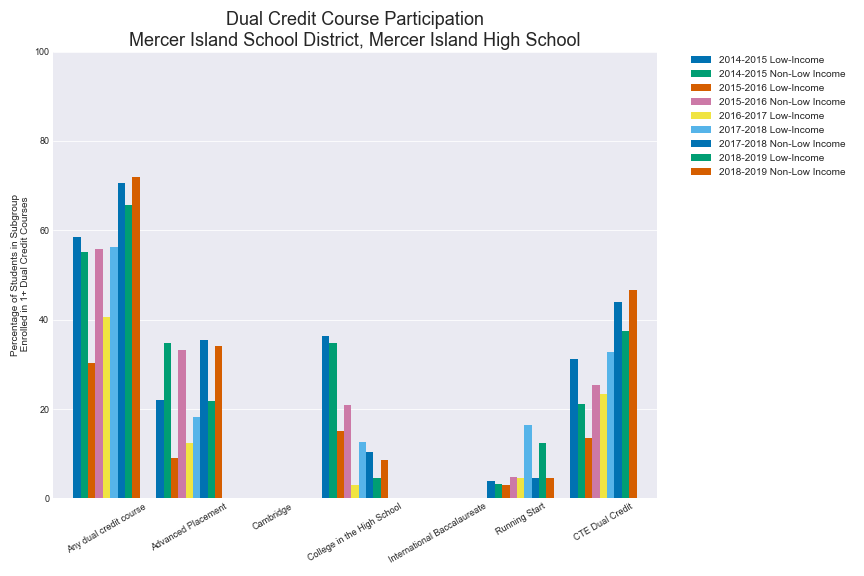 Dual Credit Course Participation
Mercer Island School District, Mercer Island High School
Percentage of Students in Subgroup
Enrolled in 1+ Dual Credit Courses
100
80
60
40
20
0
Any dual credit course
Advanced Placement
Cambridge
College in the High School
International Baccalaureate
Running Start
CTE Dual Credit
2014-2015 Low-Income
2014-2015 Non-Low Income
2015-2016 Low-Income
2015-2016 Non-Low Income
2016-2017 Low-Income
2017-2018 Low-Income
2017-2018 Non-Low Income
2018-2019 Low-Income
2018-2019 Non-Low Income